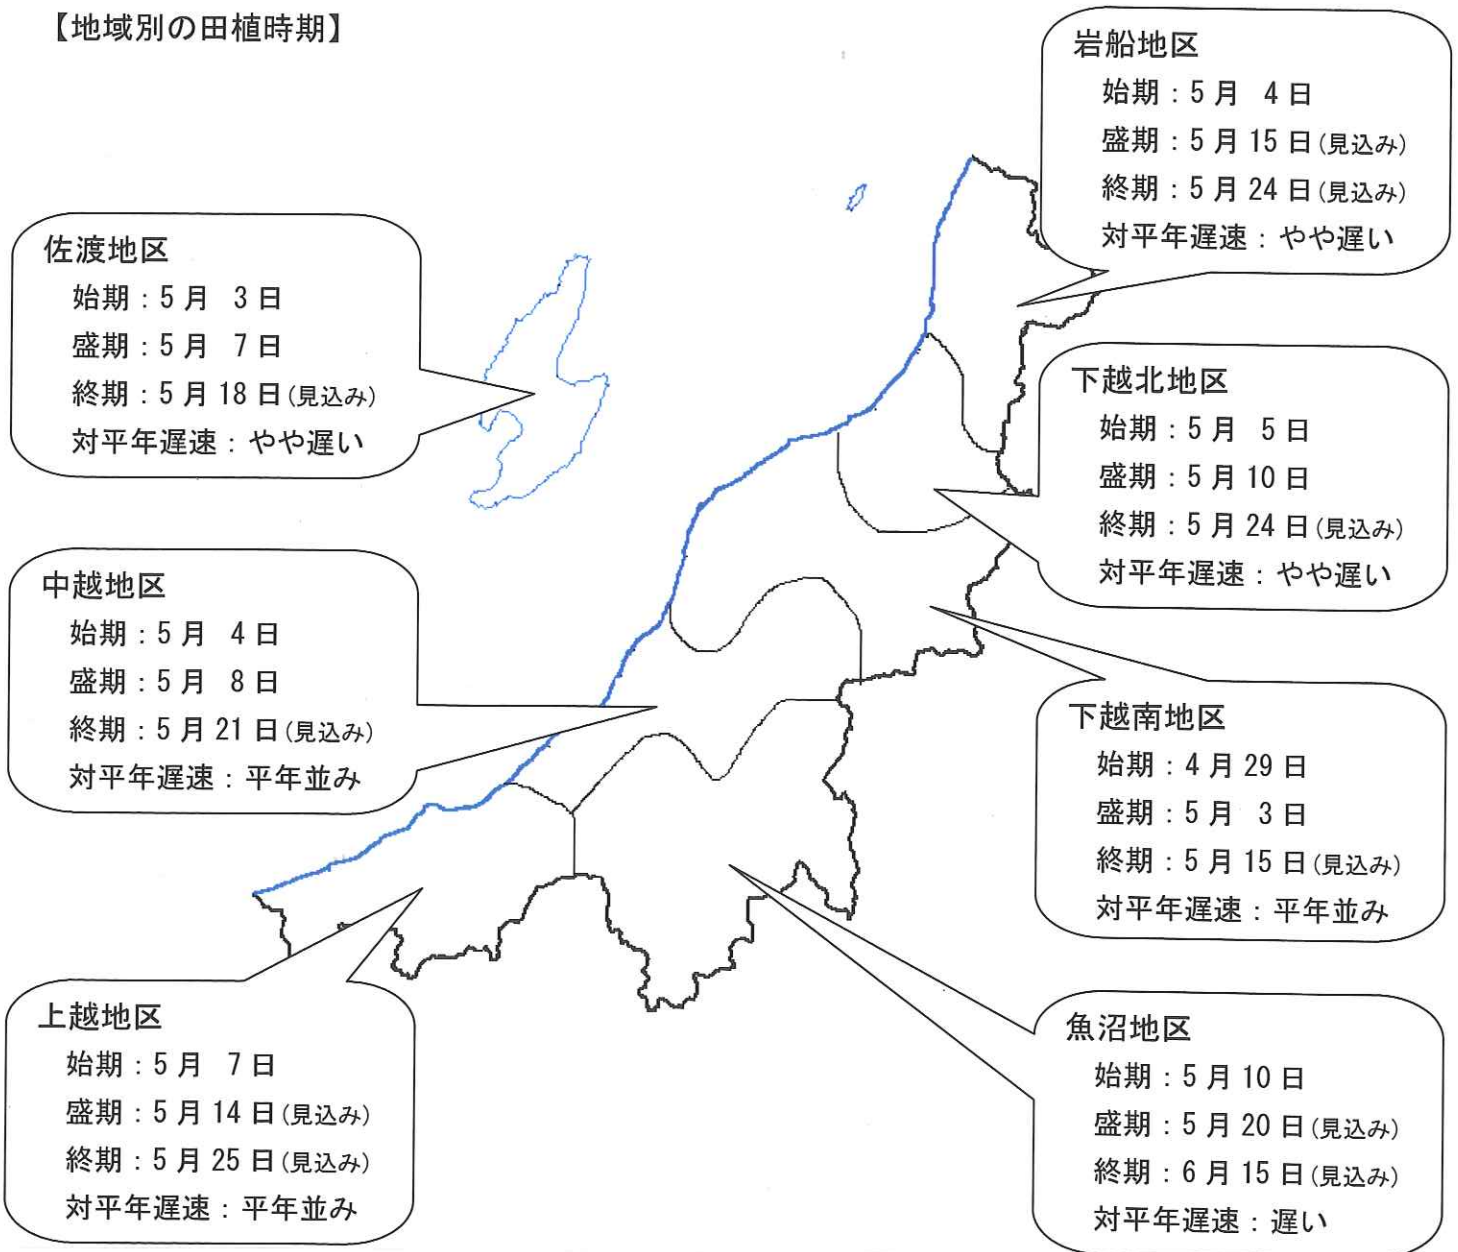 【地域別の田植時期】
岩船地区
始期：5月 4日
盛期：5月 15日(見込み)
終期：5月 24日(見込み)
対平年遅速：やや遅い
佐渡地区
始期：5月 3日
盛期：5月 7日
終期：5月 18日(見込み)
対平年遅速：やや遅い
下越北地区
始期：5月 5日
盛期：5月 10日
終期：5月 24日(見込み)
対平年遅速：やや遅い
中越地区
始期：5月 4日
盛期：5月 8日
終期：5月 21日(見込み)
対平年遅速：平年並み
下越南地区
始期：4月 29日
盛期：5月 3日
終期：5月 15日(見込み)
対平年遅速：平年並み
上越地区
始期：5月 7日
盛期：5月 14日(見込み)
終期：5月 25日(見込み)
対平年遅速：平年並み
魚沼地区
始期：5月 10日
盛期：5月 20日(見込み)
終期：6月 15日(見込み)
対平年遅速：遅い